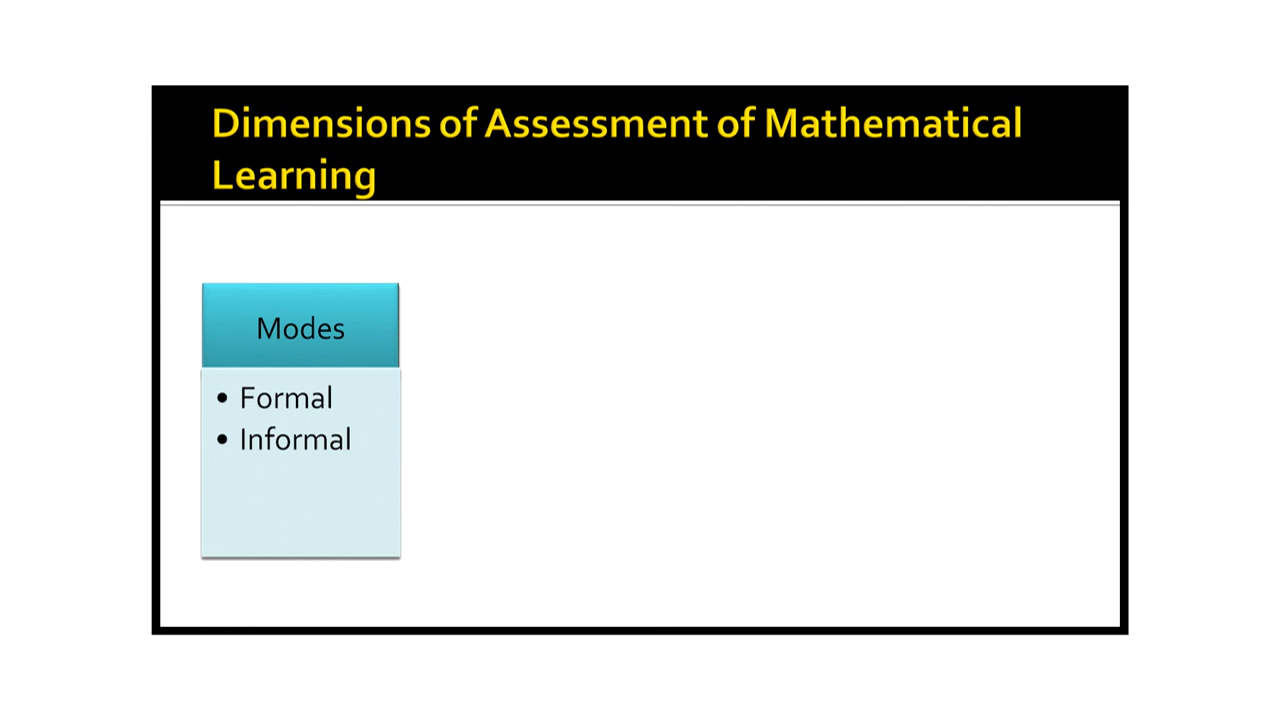 Dimensions of Assessment of Mathematical
Learning
Modes
• Formal
• Informal